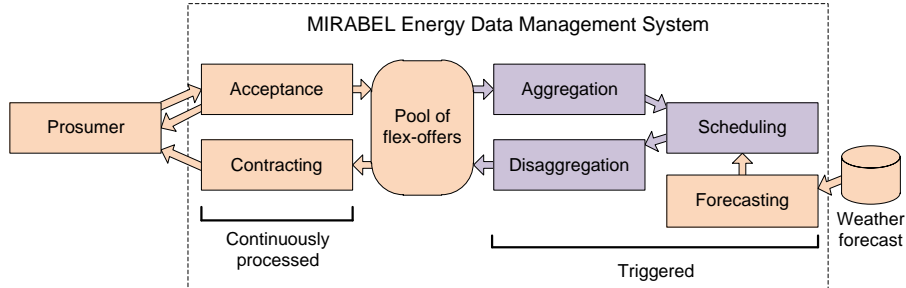 MIRABEL Energy Data Management System
Prosumer
Acceptance
Contracting
Pool of
flex-offers
Aggregation
Disaggregation
Scheduling
Forecasting
Weather
forecast
Continuously
processed
Triggered